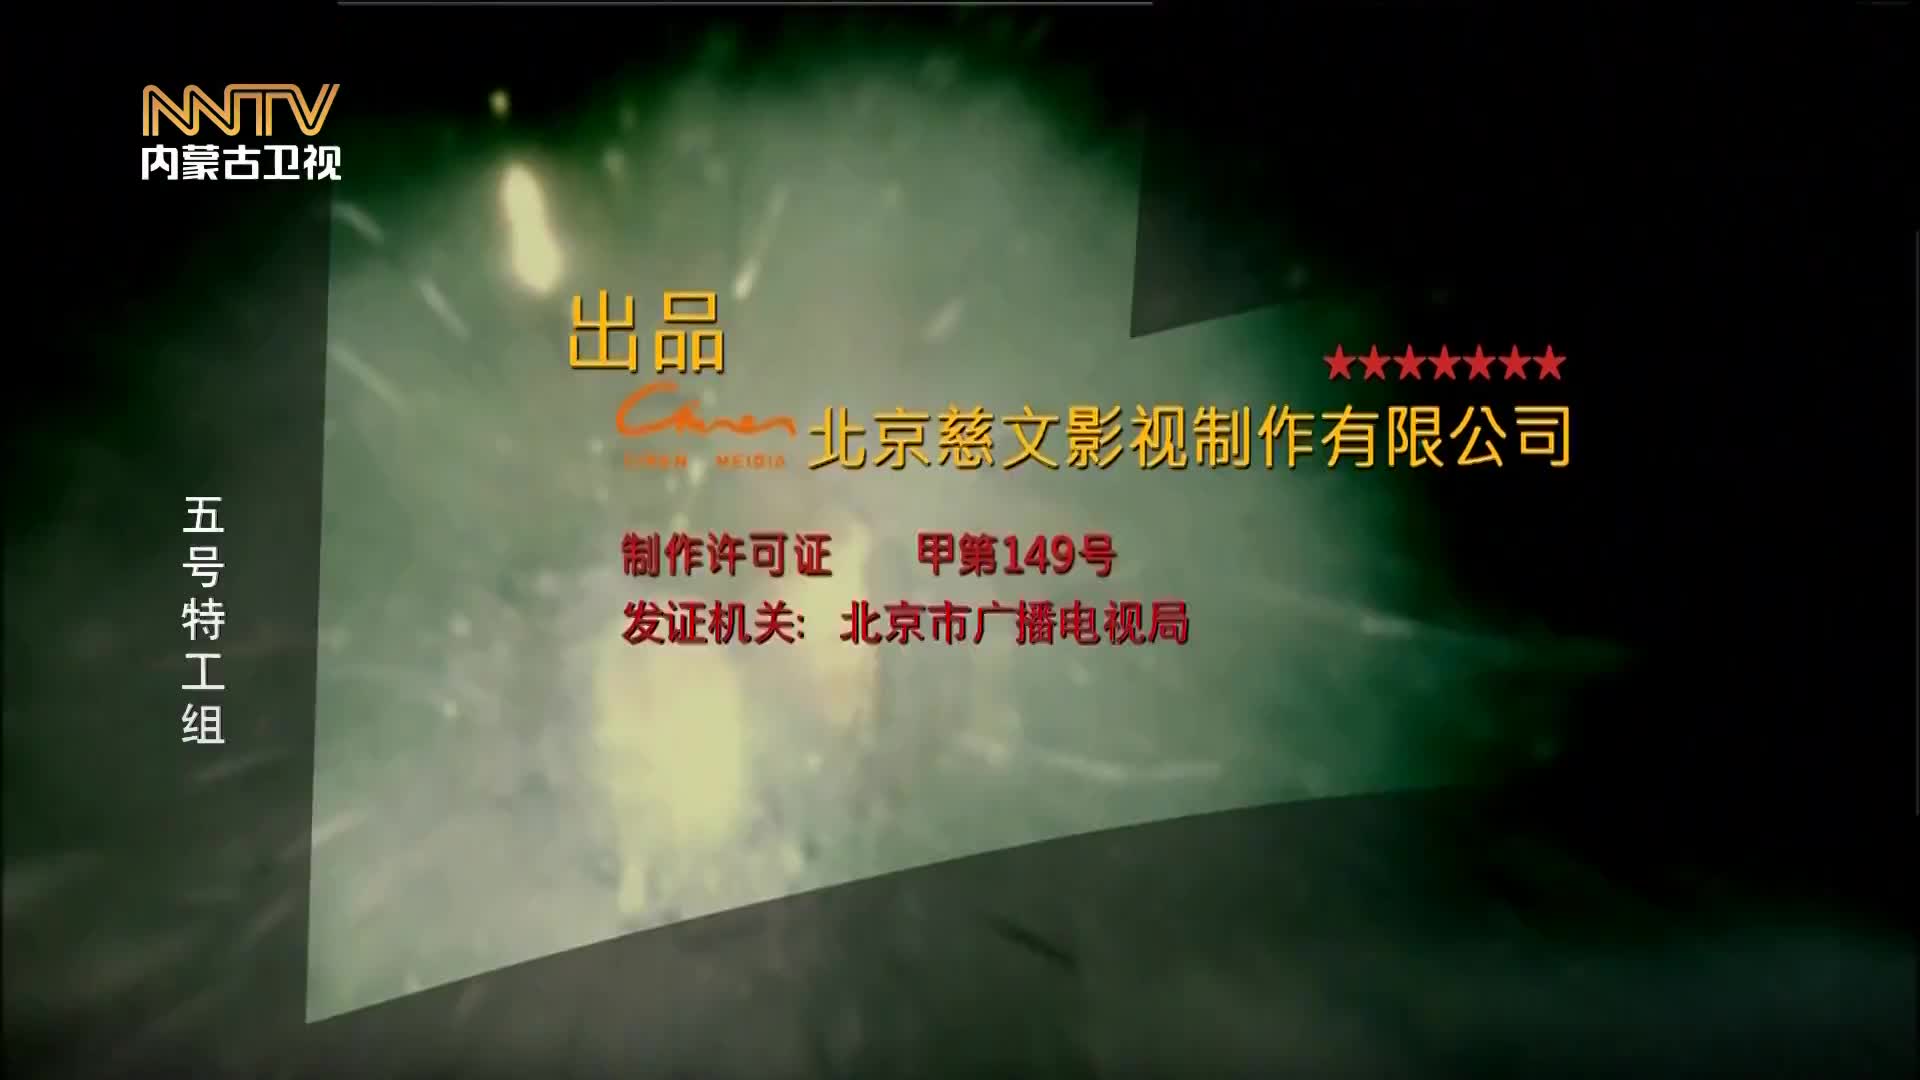 NNTV
内蒙古卫视
出品
北京慈文影视制作有限公司
制作许可证 甲第149号
发证机关: 北京市广播电视局
五号特工组